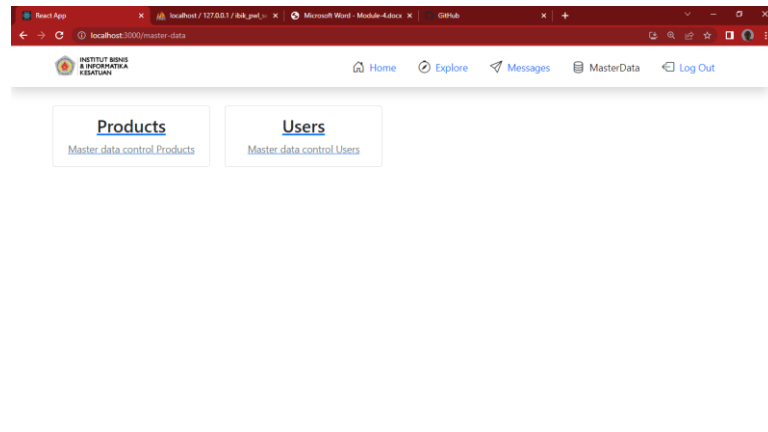 React App
localhost / 127.0.0.1 / ibik_pwl_s
Microsoft Word - Module-4.docx
GitHub
localhost:3000/master-data
INSTITUT BISNIS
& INFORMATIKA
KESATUAN
Home
Explore
Messages
MasterData
Log Out
Products
Master data control Products
Users
Master data control Users